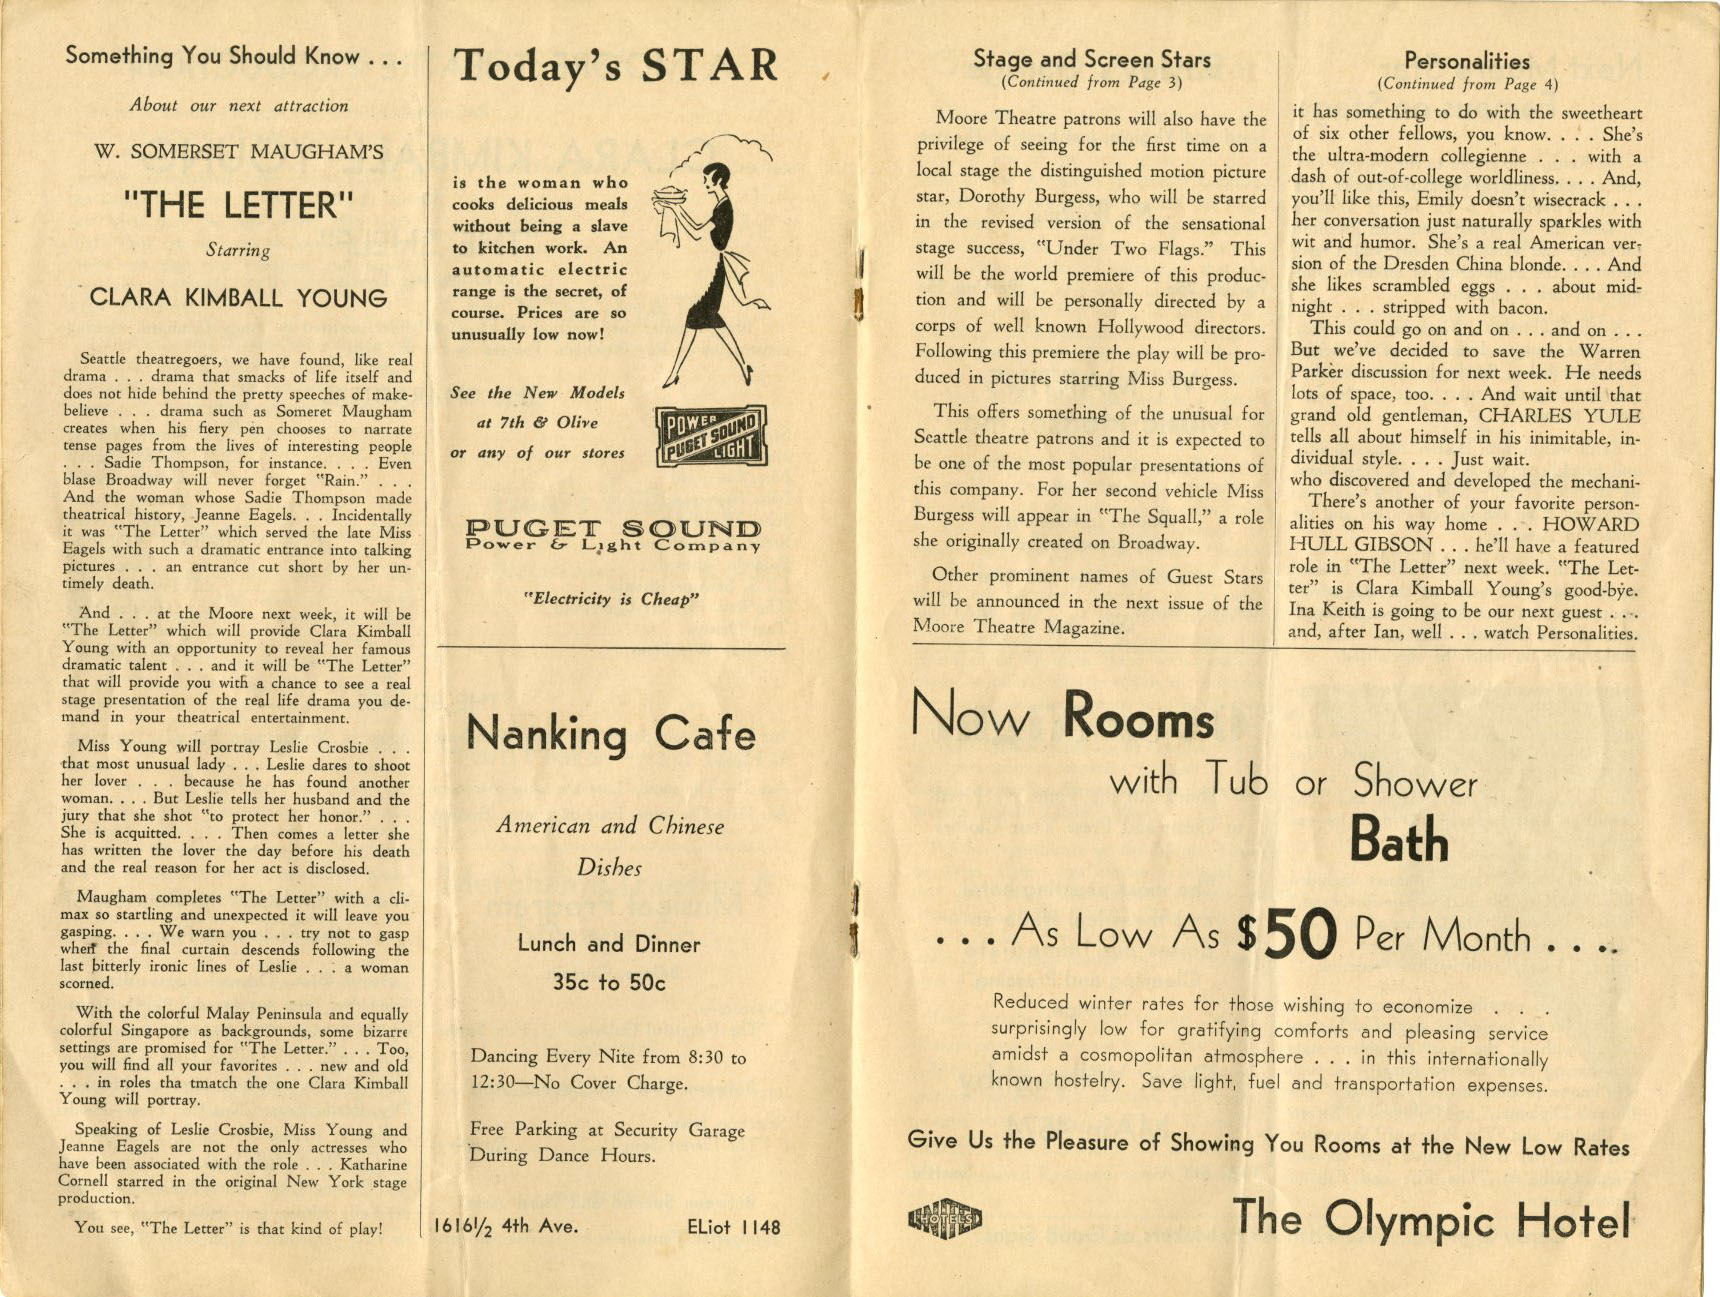 Something You Should Know . . .
About our next attraction
W. SOMERSET MAUGHAM'S
"THE LETTER"
Starring
CLARA KIMBALL YOUNG
Seattle theatregoers, we have found, like real
drama . . . drama that smacks of life itself and
does not hide behind the pretty speeches of make-
believe . . . drama such as Someret Maugham
creates when his fiery pen chooses to narrate
tense pages from the lives of interesting people
. . . Sadie Thompson, for instance. . . . Even
blase Broadway will never forget "Rain." . . .
And the woman whose Sadie Thompson made
theatrical history, Jeanne Eagels. . . Incidentally
it was "The Letter" which served the late Miss
Eagels with such a dramatic entrance into talking
pictures . . . an entrance cut short by her un-
timely death.
And . . . at the Moore next week, it will be
"The Letter" which will provide Clara Kimball
Young with an opportunity to reveal her famous
dramatic talent . . . and it will be "The Letter"
that will provide you with a chance to see a real
stage presentation of the real life drama you de-
mand in your theatrical entertainment.
Miss Young will portray Leslie Crosbie . . .
that most unusual lady . . . Leslie dares to shoot
her lover . . . because he has found another
woman. . . . But Leslie tells her husband and the
jury that she shot "to protect her honor." . . .
She is acquitted. . . . Then comes a letter she
has written the lover the day before his death
and the real reason for her act is disclosed.
Maugham completes "The Letter" with a cli-
max so startling and unexpected it will leave you
gasping. . . . We warn you . . . try not to gasp
when the final curtain descends following the
last bitterly ironic lines of Leslie . . . a woman
scorned.
With the colorful Malay Peninsula and equally
colorful Singapore as backgrounds, some bizarre
settings are promised for "The Letter." . . . Too,
you will find all your favorites . . . new and old
. . . in roles tha tmatch the one Clara Kimball
Young will portray.
Speaking of Leslie Crosbie, Miss Young and
Jeanne Eagels are not the only actresses who
have been associated with the role . . . Katharine
Cornell starred in the original New York stage
production.
You see, "The Letter" is that kind of play!
Today's STAR
is the woman who
cooks delicious meals
without being a slave
to kitchen work. An
automatic electric
range is the secret, of
course. Prices are so
unusually low now!
See the New Models
at 7th & Olive
or any of our stores
POWER
PUGET SOUND
LIGHT
PUGET SOUND
Power & Light Company
"Electricity is Cheap"
Nanking Cafe
American and Chinese
Dishes
Lunch and Dinner
35c to 50c
Dancing Every Nite from 8:30 to
12:30—No Cover Charge.
Free Parking at Security Garage
During Dance Hours.
1616½ 4th Ave. ELiot 1148
Stage and Screen Stars
(Continued from Page 3)
Moore Theatre patrons will also have the
privilege of seeing for the first time on a
local stage the distinguished motion picture
star, Dorothy Burgess, who will be starred
in the revised version of the sensational
stage success, "Under Two Flags." This
will be the world premiere of this produc-
tion and will be personally directed by a
corps of well known Hollywood directors.
Following this premiere the play will be pro-
duced in pictures starring Miss Burgess.
This offers something of the unusual for
Seattle theatre patrons and it is expected to
be one of the most popular presentations of
this company. For her second vehicle Miss
Burgess will appear in "The Squall," a role
she originally created on Broadway.
Other prominent names of Guest Stars
will be announced in the next issue of the
Moore Theatre Magazine.
Personalities
(Continued from Page 4)
it has something to do with the sweetheart
of six other fellows, you know. . . . She's
the ultra-modern collegienne . . . with a
dash of out-of-college worldliness. . . . And,
you'll like this, Emily doesn't wisecrack . . .
her conversation just naturally sparkles with
wit and humor. She's a real American ver-
sion of the Dresden China blonde. . . . And
she likes scrambled eggs . . . about mid-
night . . . stripped with bacon.
This could go on and on . . . and on . . .
But we've decided to save the Warren
Parker discussion for next week. He needs
lots of space, too. . . . And wait until that
grand old gentleman, CHARLES YULE
tells all about himself in his inimitable, in-
dividual style. . . . Just wait.
who discovered and developed the mechani-
There's another of your favorite person-
alities on his way home . . . HOWARD
HULL GIBSON . . . he'll have a featured
role in "The Letter" next week. "The Let-
ter" is Clara Kimball Young's good-bye.
Ina Keith is going to be our next guest . . .
and, after Ian, well . . . watch Personalities.
Now Rooms
with Tub or Shower
Bath
. . . As Low As $50 Per Month . . . .
Reduced winter rates for those wishing to economize . . .
surprisingly low for gratifying comforts and pleasing service
amidst a cosmopolitan atmosphere . . . in this internationally
known hostelry. Save light, fuel and transportation expenses.
Give Us the Pleasure of Showing You Rooms at the New Low Rates
HOTELS
The Olympic Hotel